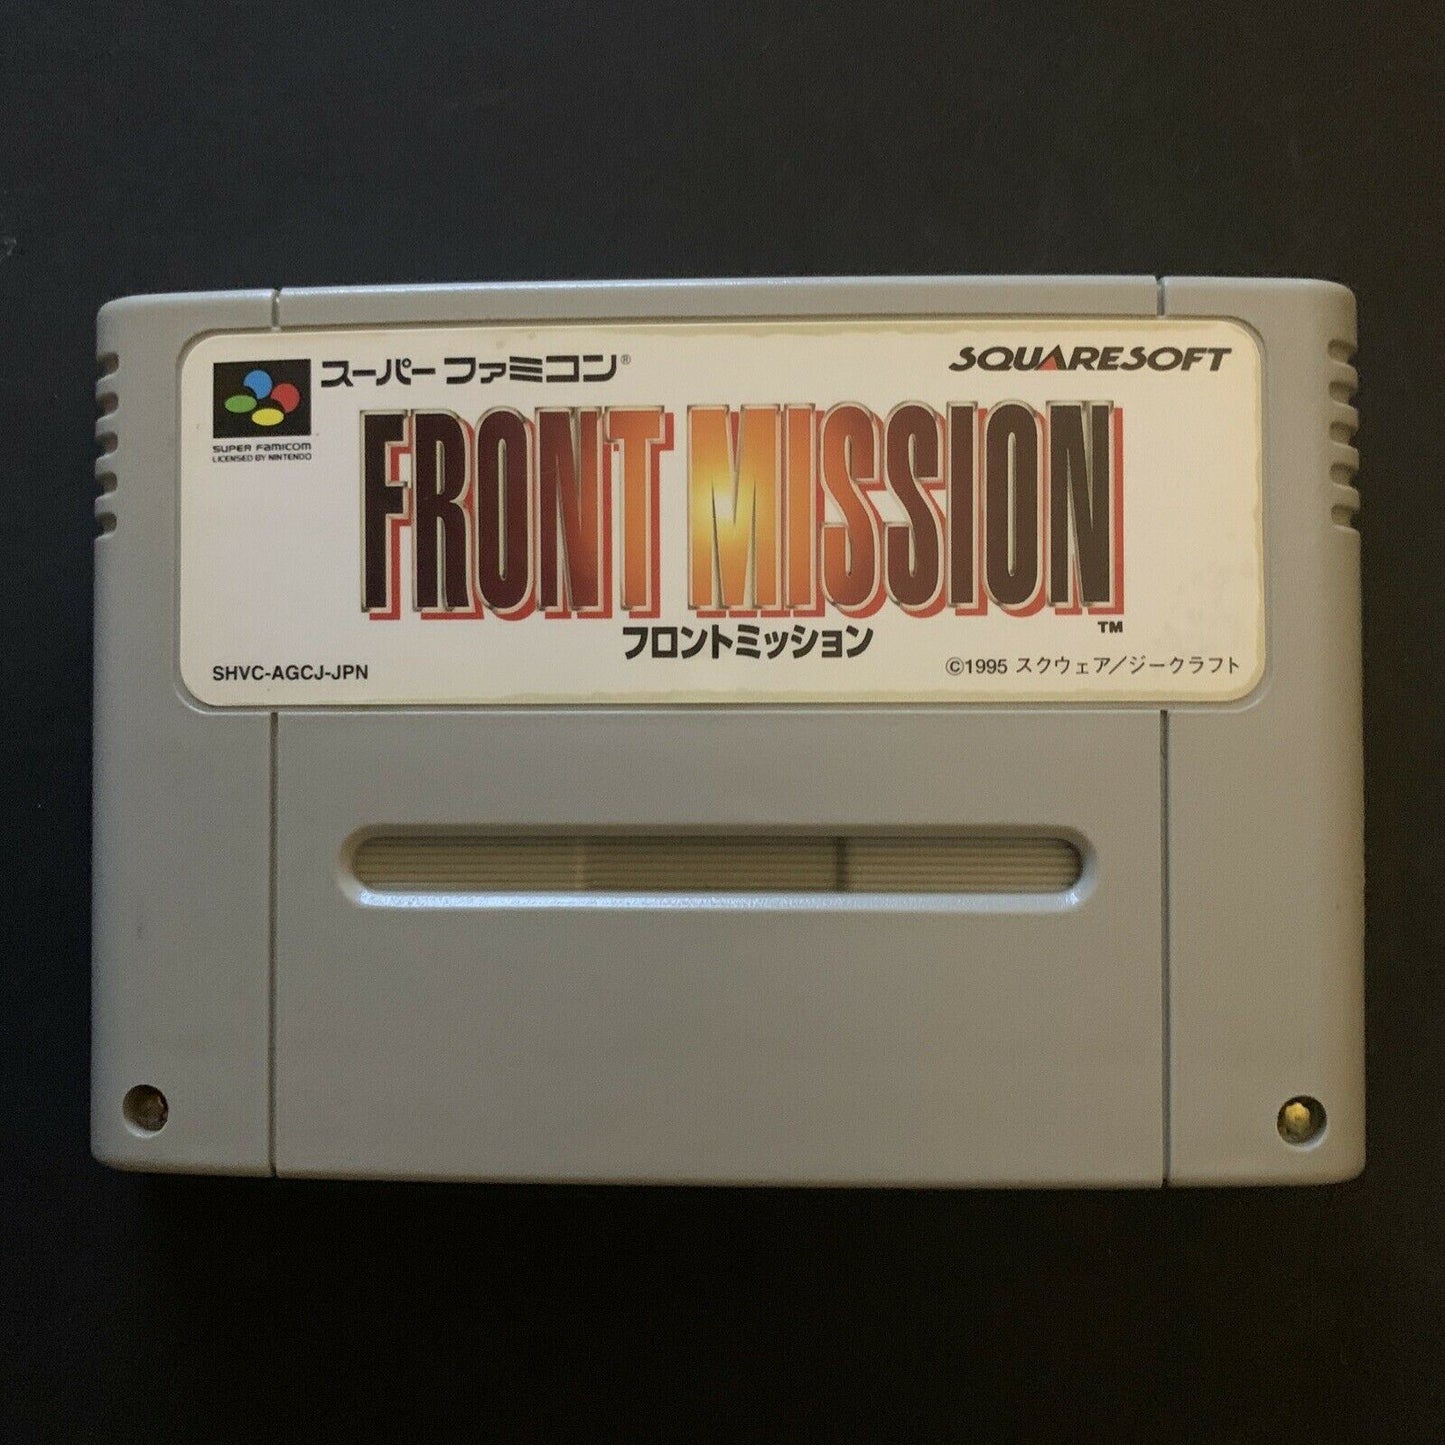 スーパーファミコン®
SQUARESOFT
SUPER FAMICOM
LICENSED BY NINTENDO
FRONT MISSION
TM
フロントミッション
SHVC-AGCJ-JPN
©1995 スクウェア／ジークラフト